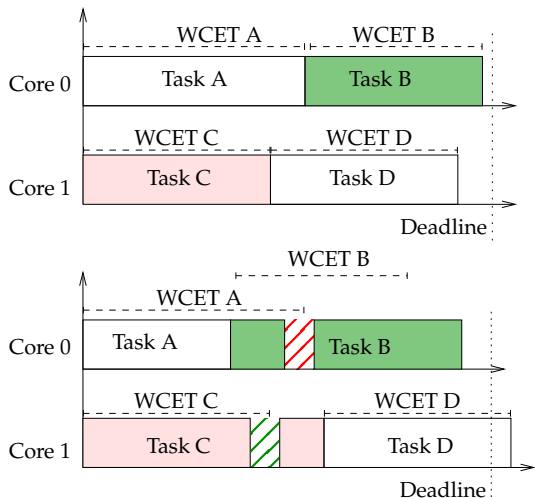 WCET A WCET B
Core 0 Task A Task B
WCET C WCET D
Core 1 Task C Task D
Deadline
WCET B
WCET A
Core 0 Task A Task B
WCET C WCET D
Core 1 Task C Task D
Deadline